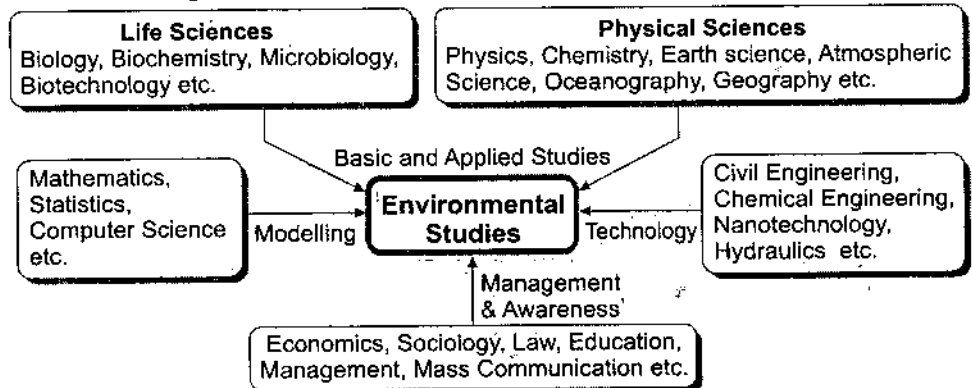 Life Sciences
Biology, Biochemistry, Microbiology,
Biotechnology etc.
Physical Sciences
Physics, Chemistry, Earth science, Atmospheric
Science, Oceanography, Geography etc.
Basic and Applied Studies
Mathematics,
Statistics,
Computer Science
etc.
Modelling
Environmental
Studies
Technology
Civil Engineering,
Chemical Engineering,
Nanotechnology,
Hydraulics etc.
Management
& Awareness
Economics, Sociology, Law, Education,
Management, Mass Communication etc.